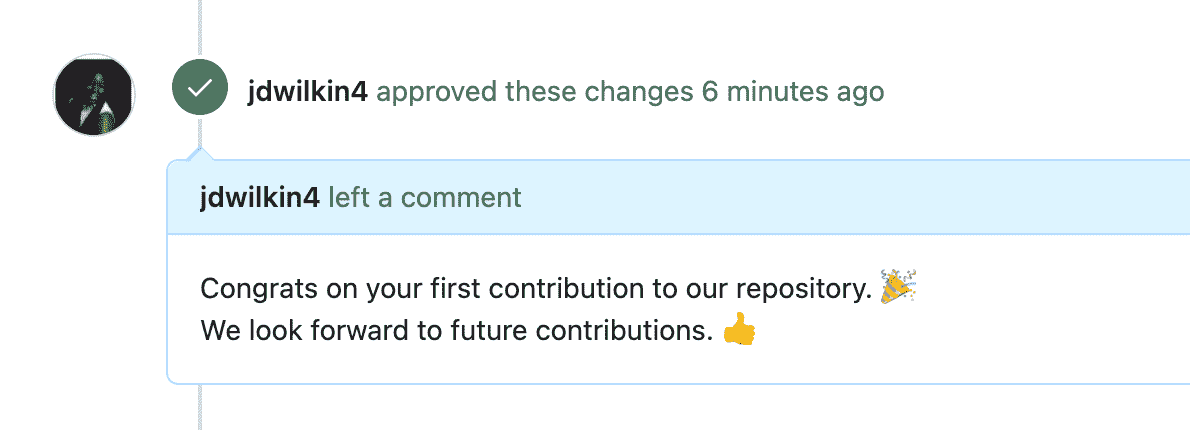 jdwilkin4 approved these changes 6 minutes ago
jdwilkin4 left a comment
Congrats on your first contribution to our repository. 🎉
We look forward to future contributions. 👍